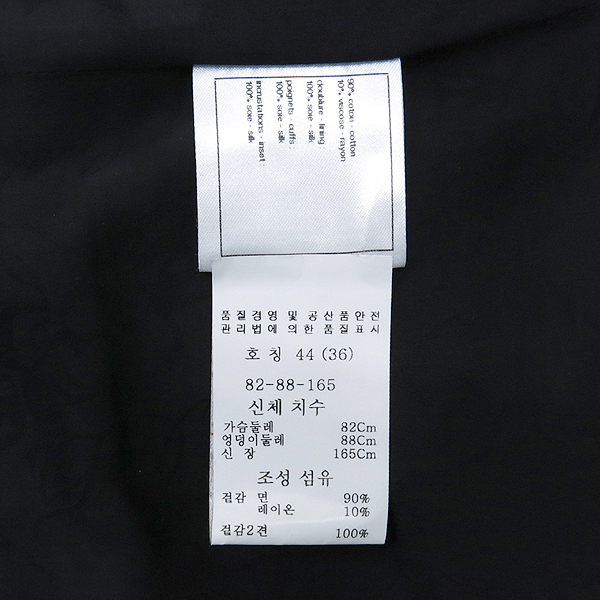 90% coton - cotton
10% viscose - rayon
doublure - lining :
100% soie - silk
poignets - cuffs :
100% soie - silk
incrustations - inset :
100% soie - silk
품질경영 및 공산품안전
관리법에 의한 품질표시
호칭 44 (36)
82-88-165
신체 치수
가슴둘레 82Cm
엉덩이둘레 88Cm
신 장 165Cm
조성 섬유
겉감 면 90%
레이온 10%
겉감2견 100%